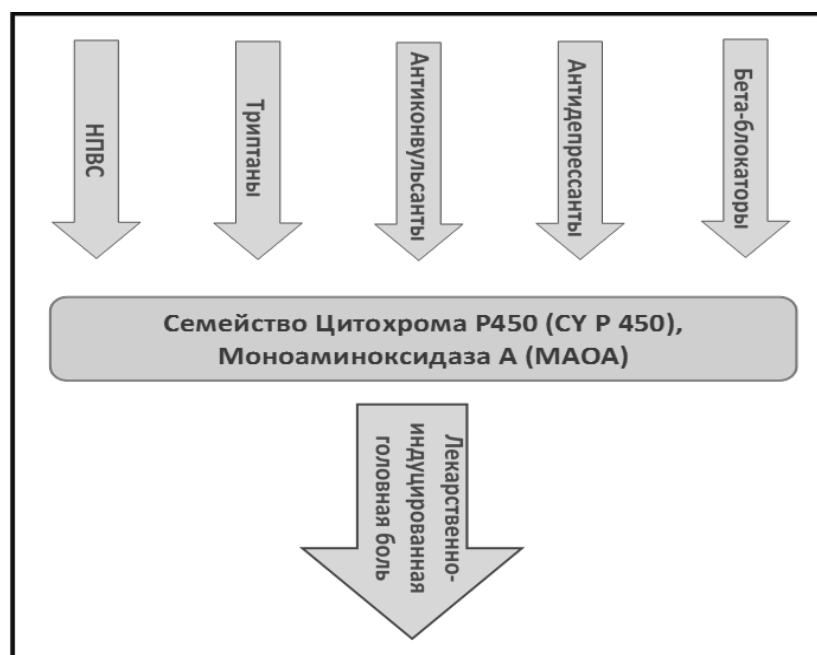 НПВС
Триптаны
Антиконвульсанты
Антидепрессанты
Бета-блокаторы
Семейство Цитохрома P450 (CY P 450),
Моноаминоксидаза А (МАОА)
Лекарственно-
индуцированная
головная боль